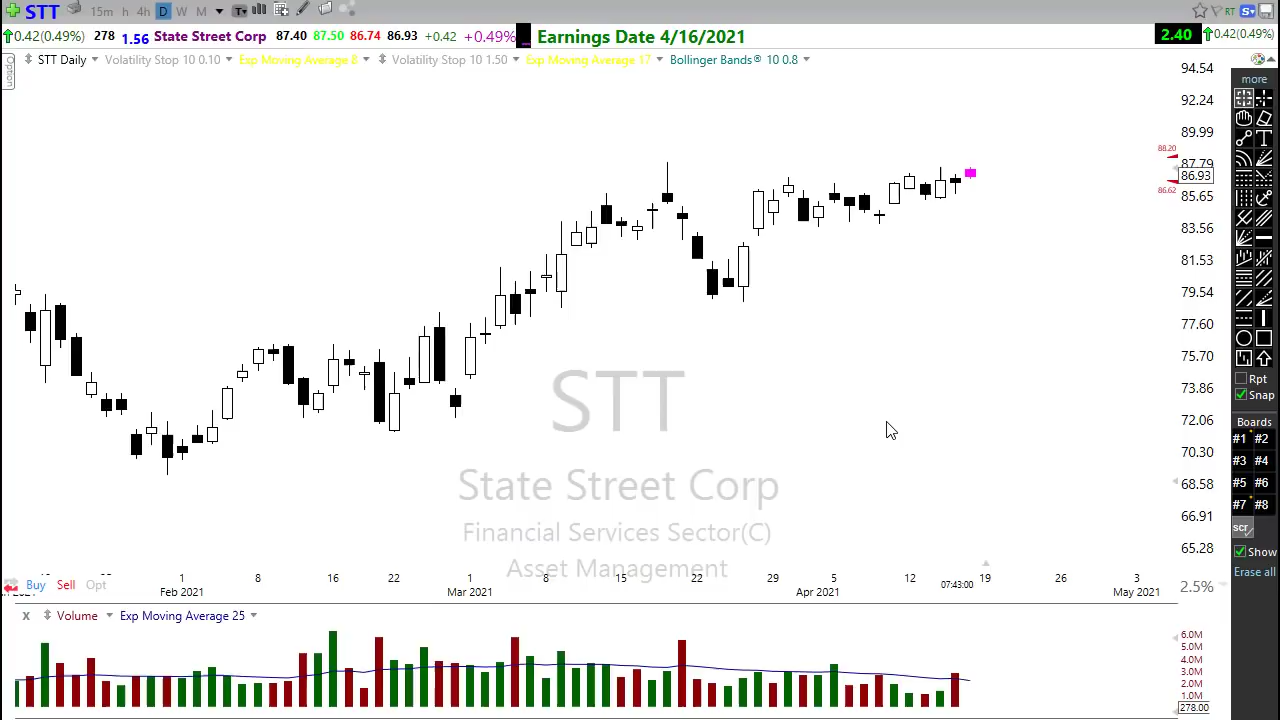 STT 15m h 4h D W M T RT S
0.42(0.49%) 278 1.56 State Street Corp 87.40 87.50 86.74 86.93 +0.42 +0.49% Earnings Date 4/16/2021 2.40 0.42(0.49%)
Option
STT Daily Volatility Stop 10 0.10 Exp Moving Average 8 Volatility Stop 10 1.50 Exp Moving Average 17 Bollinger Bands® 10 0.8
94.54
92.24
89.99
88.20
87.79
86.93
86.62
85.65
83.56
81.53
79.54
77.60
75.70
73.86
72.06
70.30
68.58
66.91
65.28
more
Rpt
Snap
Boards
#1 #2
#3 #4
#5 #6
#7 #8
scr
Show
Erase all
STT
State Street Corp
Financial Services Sector(C)
Asset Management
Buy Sell Opt
1 8 16 22 1 8 15 22 29 5 12 07:43:00 19 26 3
Feb 2021 Mar 2021 Apr 2021 May 2021
2.5%
x Volume Exp Moving Average 25
6.0M
5.0M
4.0M
3.0M
2.0M
1.0M
278.00